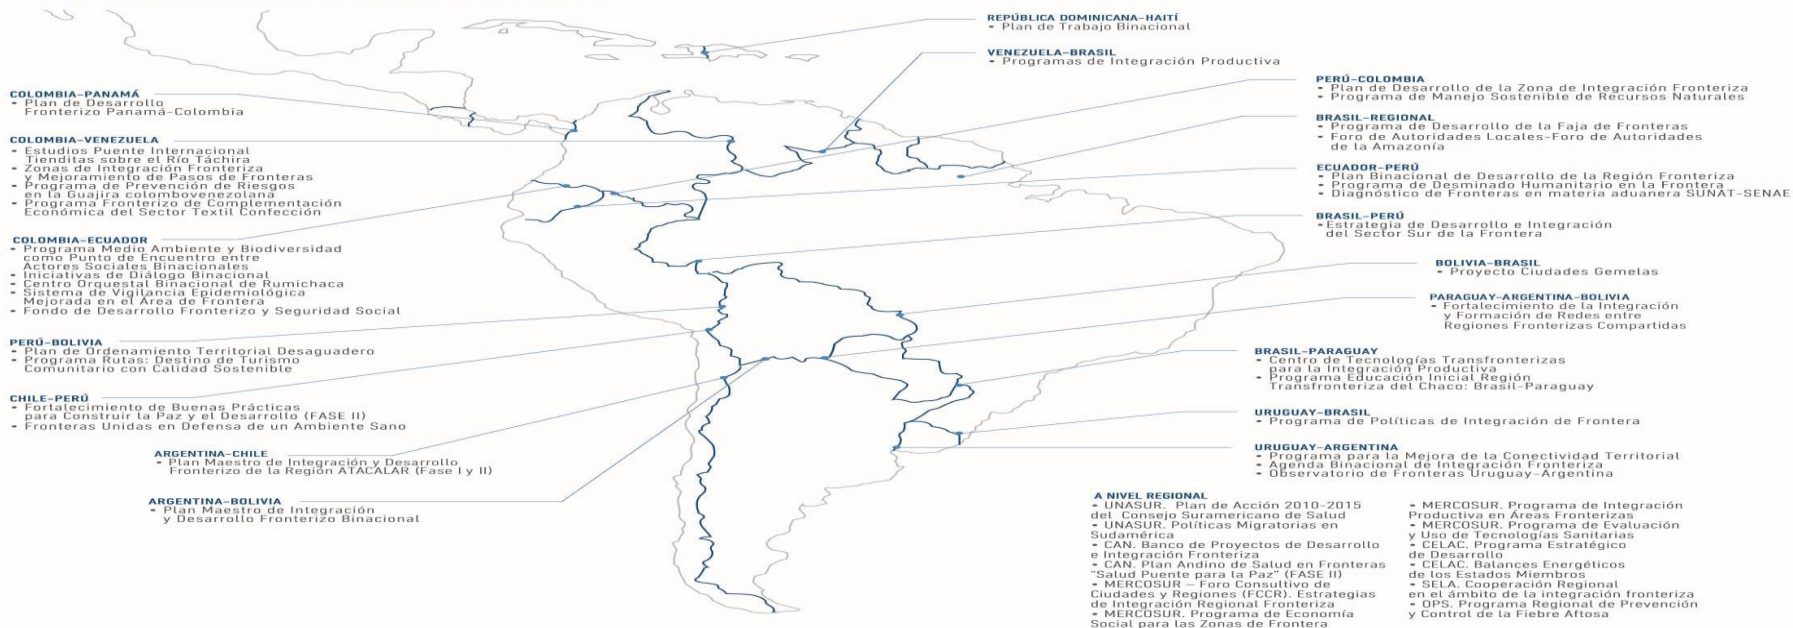 REPÚBLICA DOMINICANA-HAITÍ
• Plan de Trabajo Binacional
VENEZUELA-BRASIL
• Programas de Integración Productiva
COLOMBIA-PANAMÁ
• Plan de Desarrollo
Fronterizo Panamá-Colombia
COLOMBIA-VENEZUELA
• Estudios Puente Internacional
Tienditas sobre el Río Táchira
• Zonas de Integración Fronteriza
y Mejoramiento de Pasos de Fronteras
• Programa de Prevención de Riesgos
en la Guajira colombovenezolana
• Programa Fronterizo de Complementación
Económica del Sector Textil Confección
COLOMBIA-ECUADOR
• Programa Medio Ambiente y Biodiversidad
como Punto de Encuentro entre
Actores Sociales Binacionales
• Iniciativas de Diálogo Binacional
• Centro Orquestal Binacional de Rumichaca
• Sistema de Vigilancia Epidemiológica
Mejorada en el Área de Frontera
• Fondo de Desarrollo Fronterizo y Seguridad Social
PERÚ-BOLIVIA
• Plan de Ordenamiento Territorial Desaguadero
• Programa Rutas: Destino de Turismo
Comunitario con Calidad Sostenible
CHILE-PERÚ
• Fortalecimiento de Buenas Prácticas
para Construir la Paz y el Desarrollo (FASE II)
• Fronteras Unidas en Defensa de un Ambiente Sano
ARGENTINA-CHILE
• Plan Maestro de Integración y Desarrollo
Fronterizo de la Región ATACALAR (Fase I y II)
ARGENTINA-BOLIVIA
• Plan Maestro de Integración
y Desarrollo Fronterizo Binacional
PERÚ-COLOMBIA
• Plan de Desarrollo de la Zona de Integración Fronteriza
• Programa de Manejo Sostenible de Recursos Naturales
BRASIL-REGIONAL
• Programa de Desarrollo de la Faja de Fronteras
• Foro de Autoridades Locales-Foro de Autoridades
de la Amazonía
ECUADOR-PERÚ
• Plan Binacional de Desarrollo de la Región Fronteriza
• Programa de Desminado Humanitario en la Frontera
• Diagnóstico de Fronteras en materia aduanera SUNAT-SENAE
BRASIL-PERÚ
• Estrategia de Desarrollo e Integración
del Sector Sur de la Frontera
BOLIVIA-BRASIL
• Proyecto Ciudades Gemelas
PARAGUAY-ARGENTINA-BOLIVIA
• Fortalecimiento de la Integración
y Formación de Redes entre
Regiones Fronterizas Compartidas
BRASIL-PARAGUAY
• Centro de Tecnologías Transfronterizas
para la Integración Productiva
• Programa Educación Inicial Región
Transfronteriza del Chaco: Brasil-Paraguay
URUGUAY-BRASIL
• Programa de Políticas de Integración de Frontera
URUGUAY-ARGENTINA
• Programa para la Mejora de la Conectividad Territorial
• Agenda Binacional de Integración Fronteriza
• Observatorio de Fronteras Uruguay-Argentina
A NIVEL REGIONAL
• UNASUR. Plan de Acción 2010-2015
del Consejo Suramericano de Salud
• UNASUR. Políticas Migratorias en
Sudamérica
• CAN. Banco de Proyectos de Desarrollo
e Integración Fronteriza
• CAN. Plan Andino de Salud en Fronteras
"Salud Puente para la Paz" (FASE II)
• MERCOSUR – Foro Consultivo de
Ciudades y Regiones (FCCR). Estrategias
de Integración Regional Fronteriza
• MERCOSUR. Programa de Economía
Social para las Zonas de Frontera
• MERCOSUR. Programa de Integración
Productiva en Áreas Fronterizas
• MERCOSUR. Programa de Evaluación
y Uso de Tecnologías Sanitarias
• CELAC. Programa Estratégico
de Desarrollo
• CELAC. Balances Energéticos
de los Estados Miembros
• SELA. Cooperación Regional
en el ámbito de la integración fronteriza
• OPS. Programa Regional de Prevención
y Control de la Fiebre Aftosa